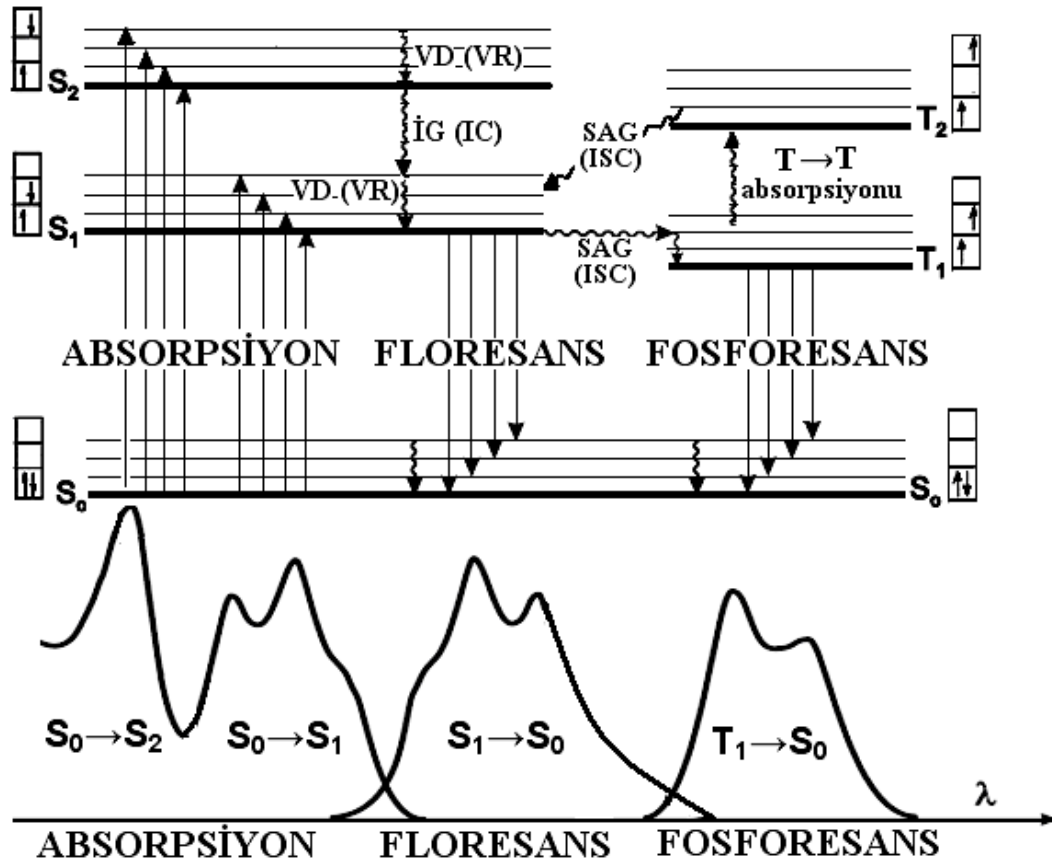 VD-(VR)
S₂
T₂
İG (IC)
SAG
(ISC)
T→T
absorpsiyonu
VD-(VR)
S₁
SAG
(ISC)
T₁
ABSORPSİYON FLORESANS FOSFORESANS
S₀ S₀
S₀→S₂ S₀→S₁ S₁→S₀ T₁→S₀
λ
ABSORPSİYON FLORESANS FOSFORESANS